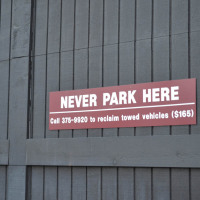 NEVER PARK HERE
Call 375-9920 to reclaim towed vehicles ($165)